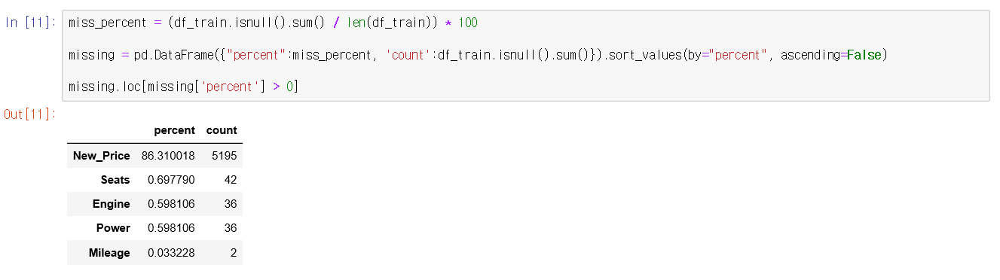 In [11]: miss_percent = (df_train.isnull().sum() / len(df_train)) * 100
missing = pd.DataFrame({"percent":miss_percent, 'count':df_train.isnull().sum()}).sort_values(by="percent", ascending=False)
missing.loc[missing['percent'] > 0]
Out[11]:
percent count
New_Price 86.310018 5195
Seats 0.697790 42
Engine 0.598106 36
Power 0.598106 36
Mileage 0.033228 2